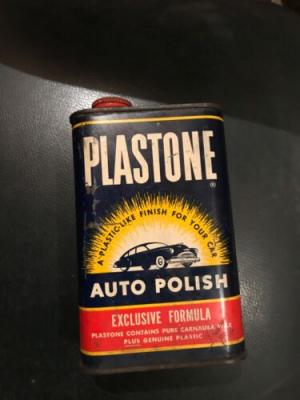 PLASTONE
®
A PLASTIC-LIKE FINISH FOR YOUR CAR
AUTO POLISH
EXCLUSIVE FORMULA
PLASTONE CONTAINS PURE CARNAUBA WAX
PLUS GENUINE PLASTIC